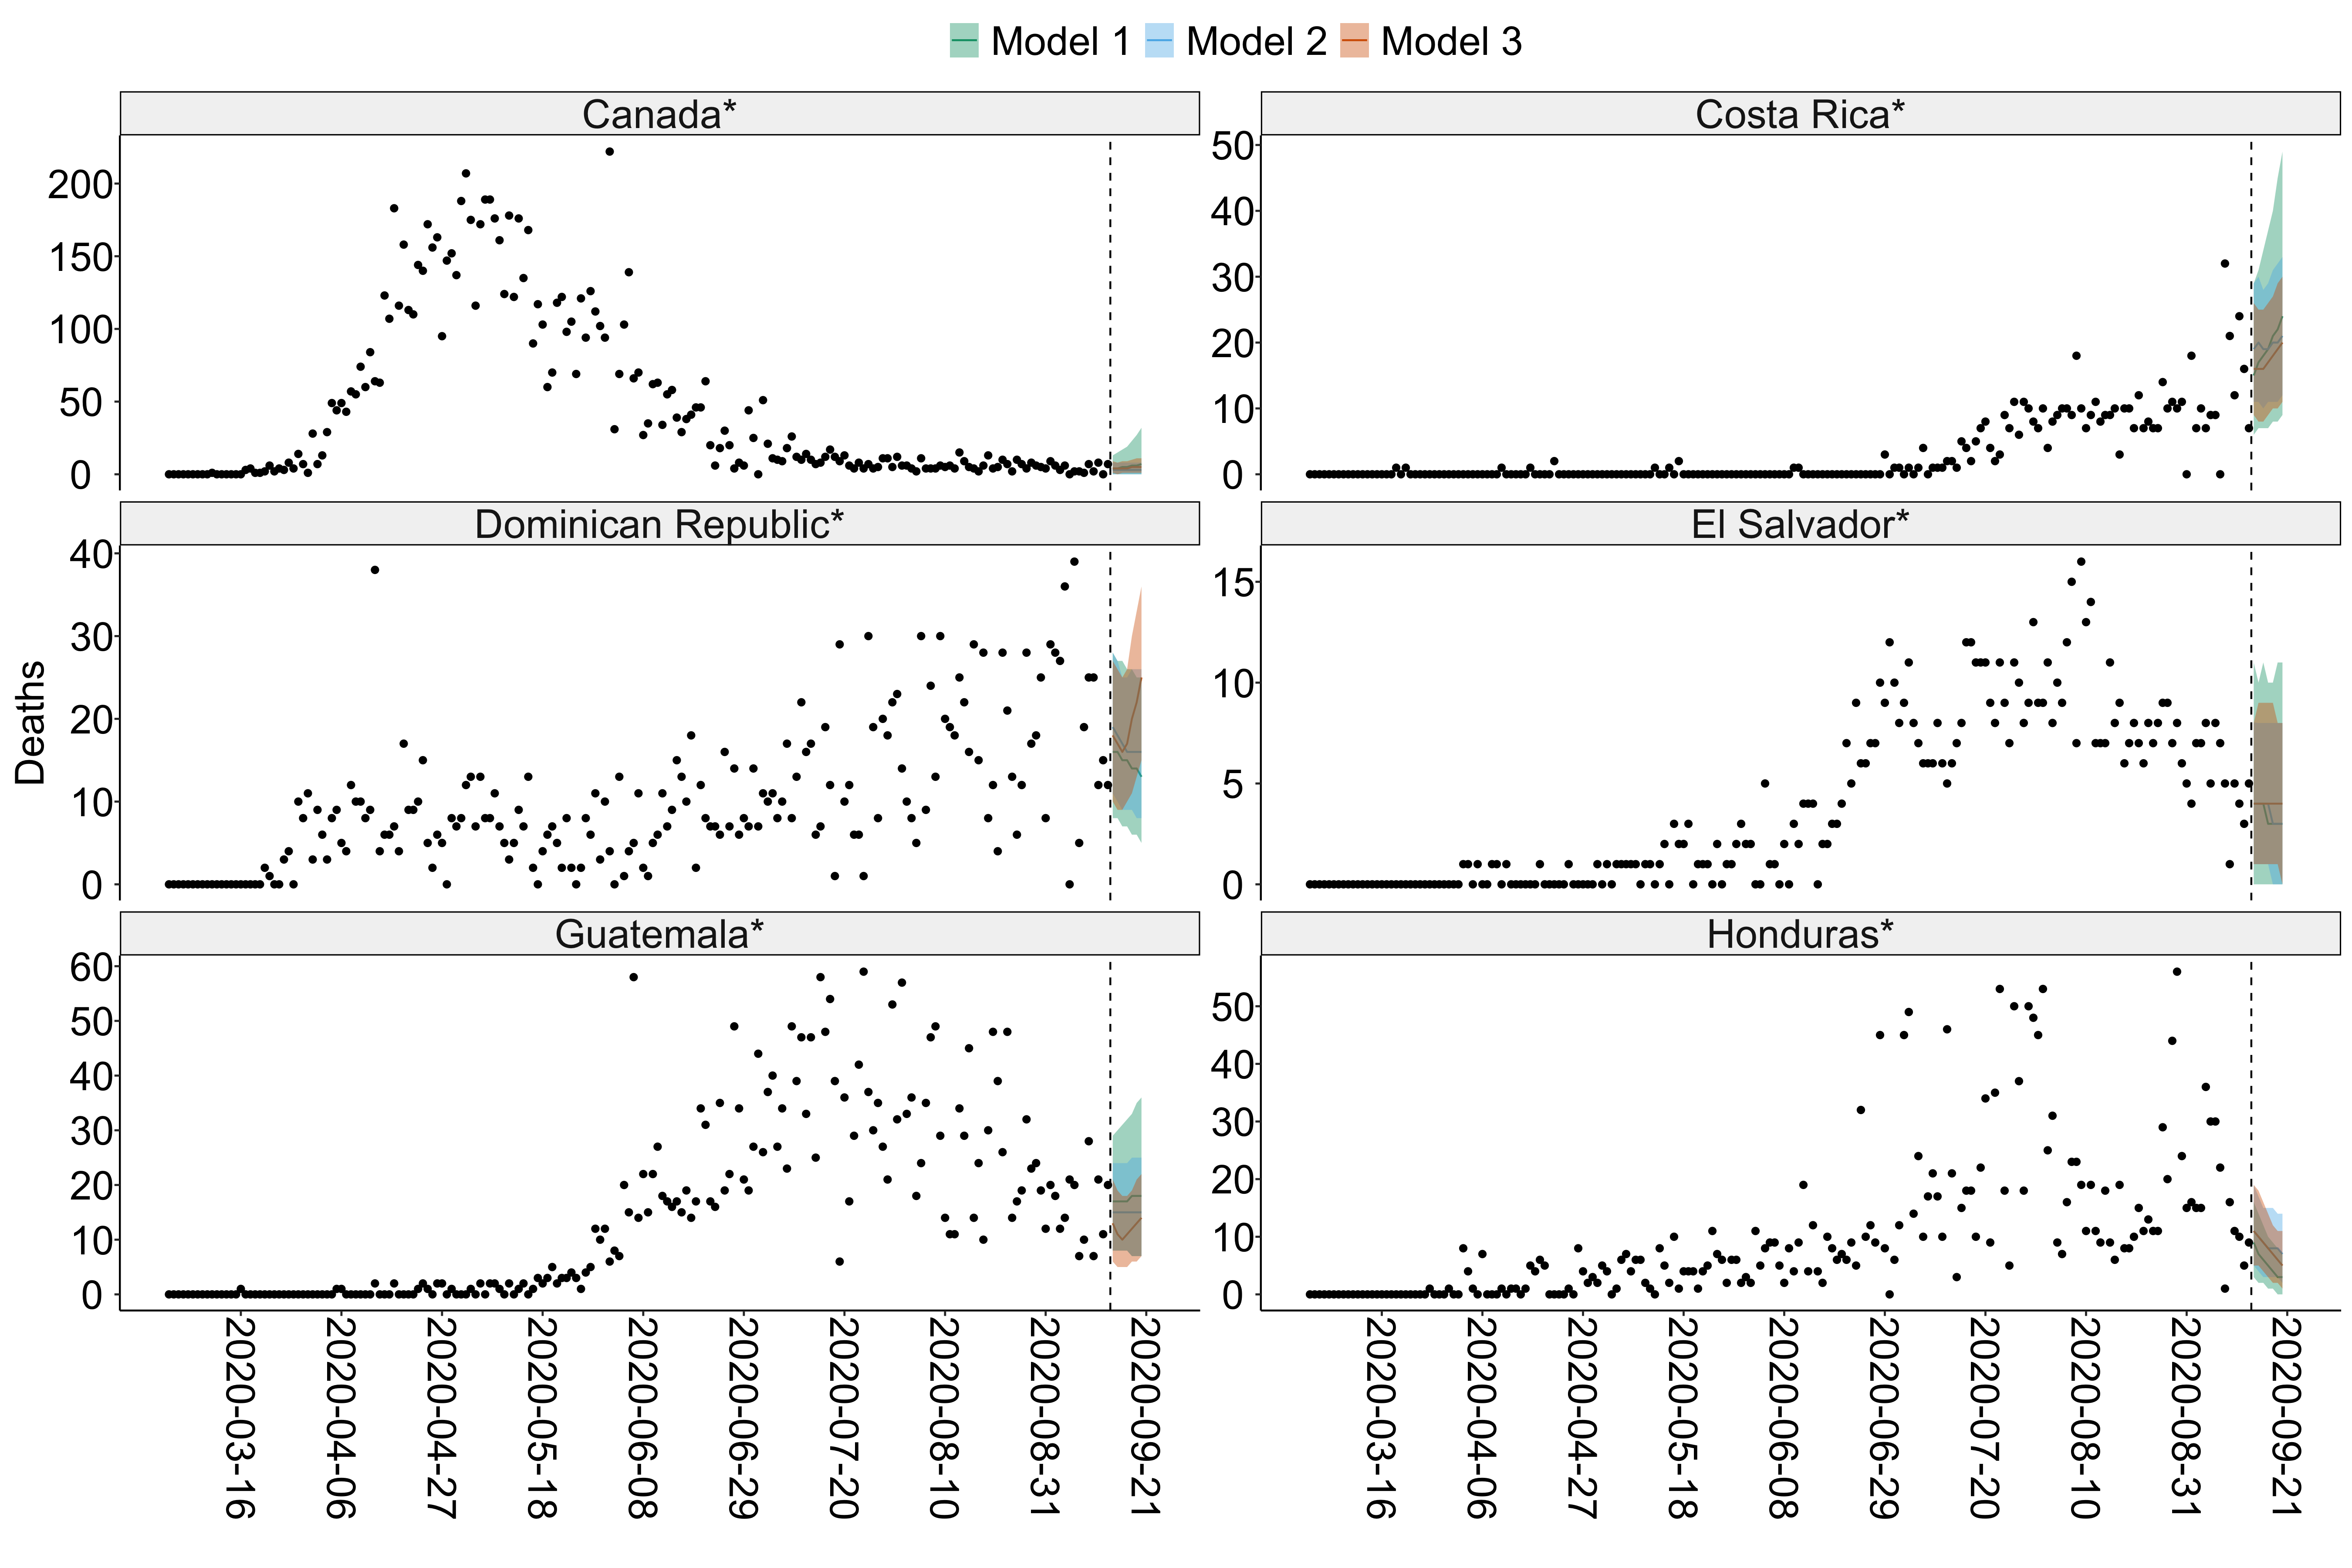 Model 1 Model 2 Model 3
Canada* Costa Rica*
200 150 100 50 0
50 40 30 20 10 0
Dominican Republic* El Salvador*
40 30 20 10 0
15 10 5 0
Deaths
Guatemala* Honduras*
60 50 40 30 20 10 0
50 40 30 20 10 0
2020-03-16 2020-04-06 2020-04-27 2020-05-18 2020-06-08 2020-06-29 2020-07-20 2020-08-10 2020-08-31 2020-09-21
2020-03-16 2020-04-06 2020-04-27 2020-05-18 2020-06-08 2020-06-29 2020-07-20 2020-08-10 2020-08-31 2020-09-21